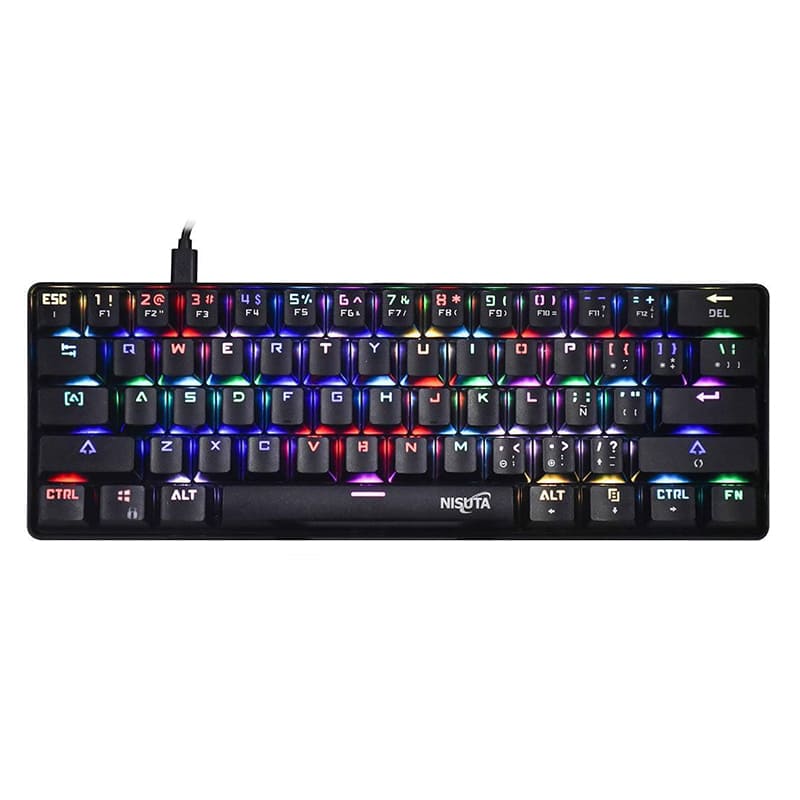 ESC 1! 2@ 3# 4$ 5% 6^ 7& 8* 9( 0) -_ =+ ←
F1 F2" F3 F4 F5 F6& F7/ F8( F9) F10= F11? F12¿ DEL
Q W E R T Y U I O P [{ ]} \|
A S D F G H J K L ;: '"
Ñ
Z X C V B N M ,< .> /?
CTRL ALT NISUTA ALT CTRL FN